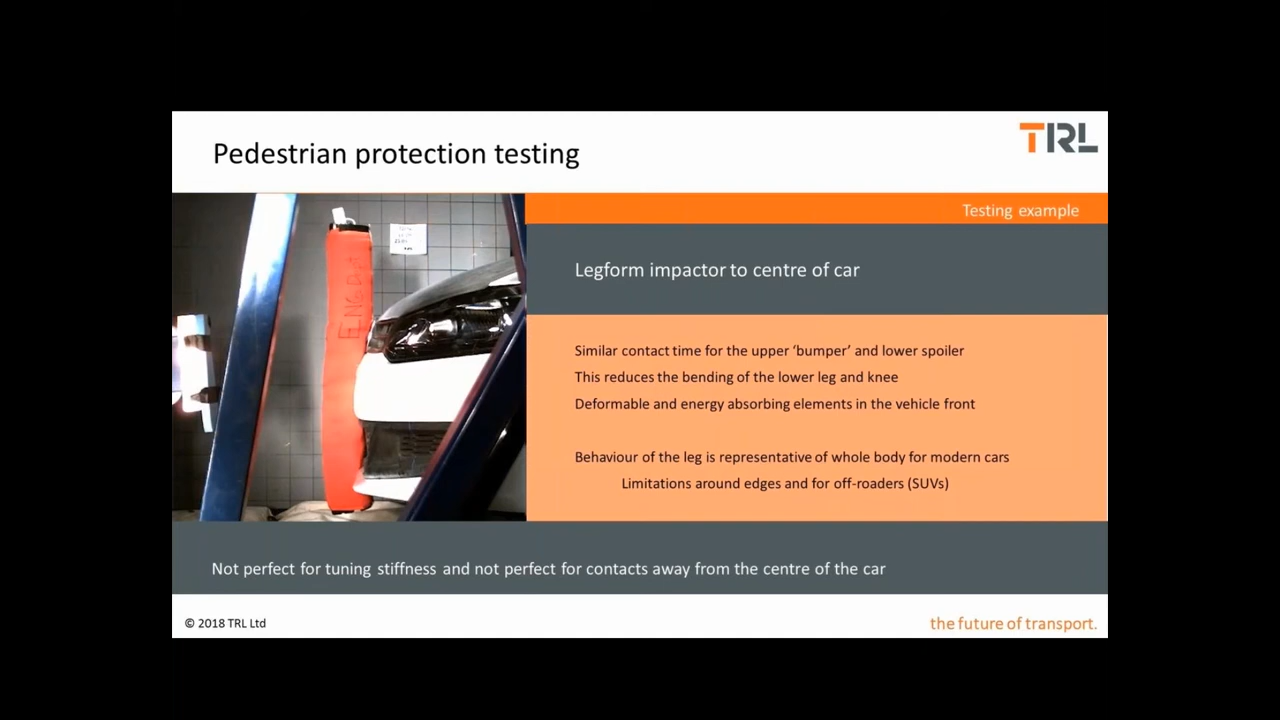 Pedestrian protection testing
TRL
Testing example
Legform impactor to centre of car
Similar contact time for the upper ‘bumper’ and lower spoiler
This reduces the bending of the lower leg and knee
Deformable and energy absorbing elements in the vehicle front
Behaviour of the leg is representative of whole body for modern cars
Limitations around edges and for off-roaders (SUVs)
Not perfect for tuning stiffness and not perfect for contacts away from the centre of the car
© 2018 TRL Ltd
the future of transport.